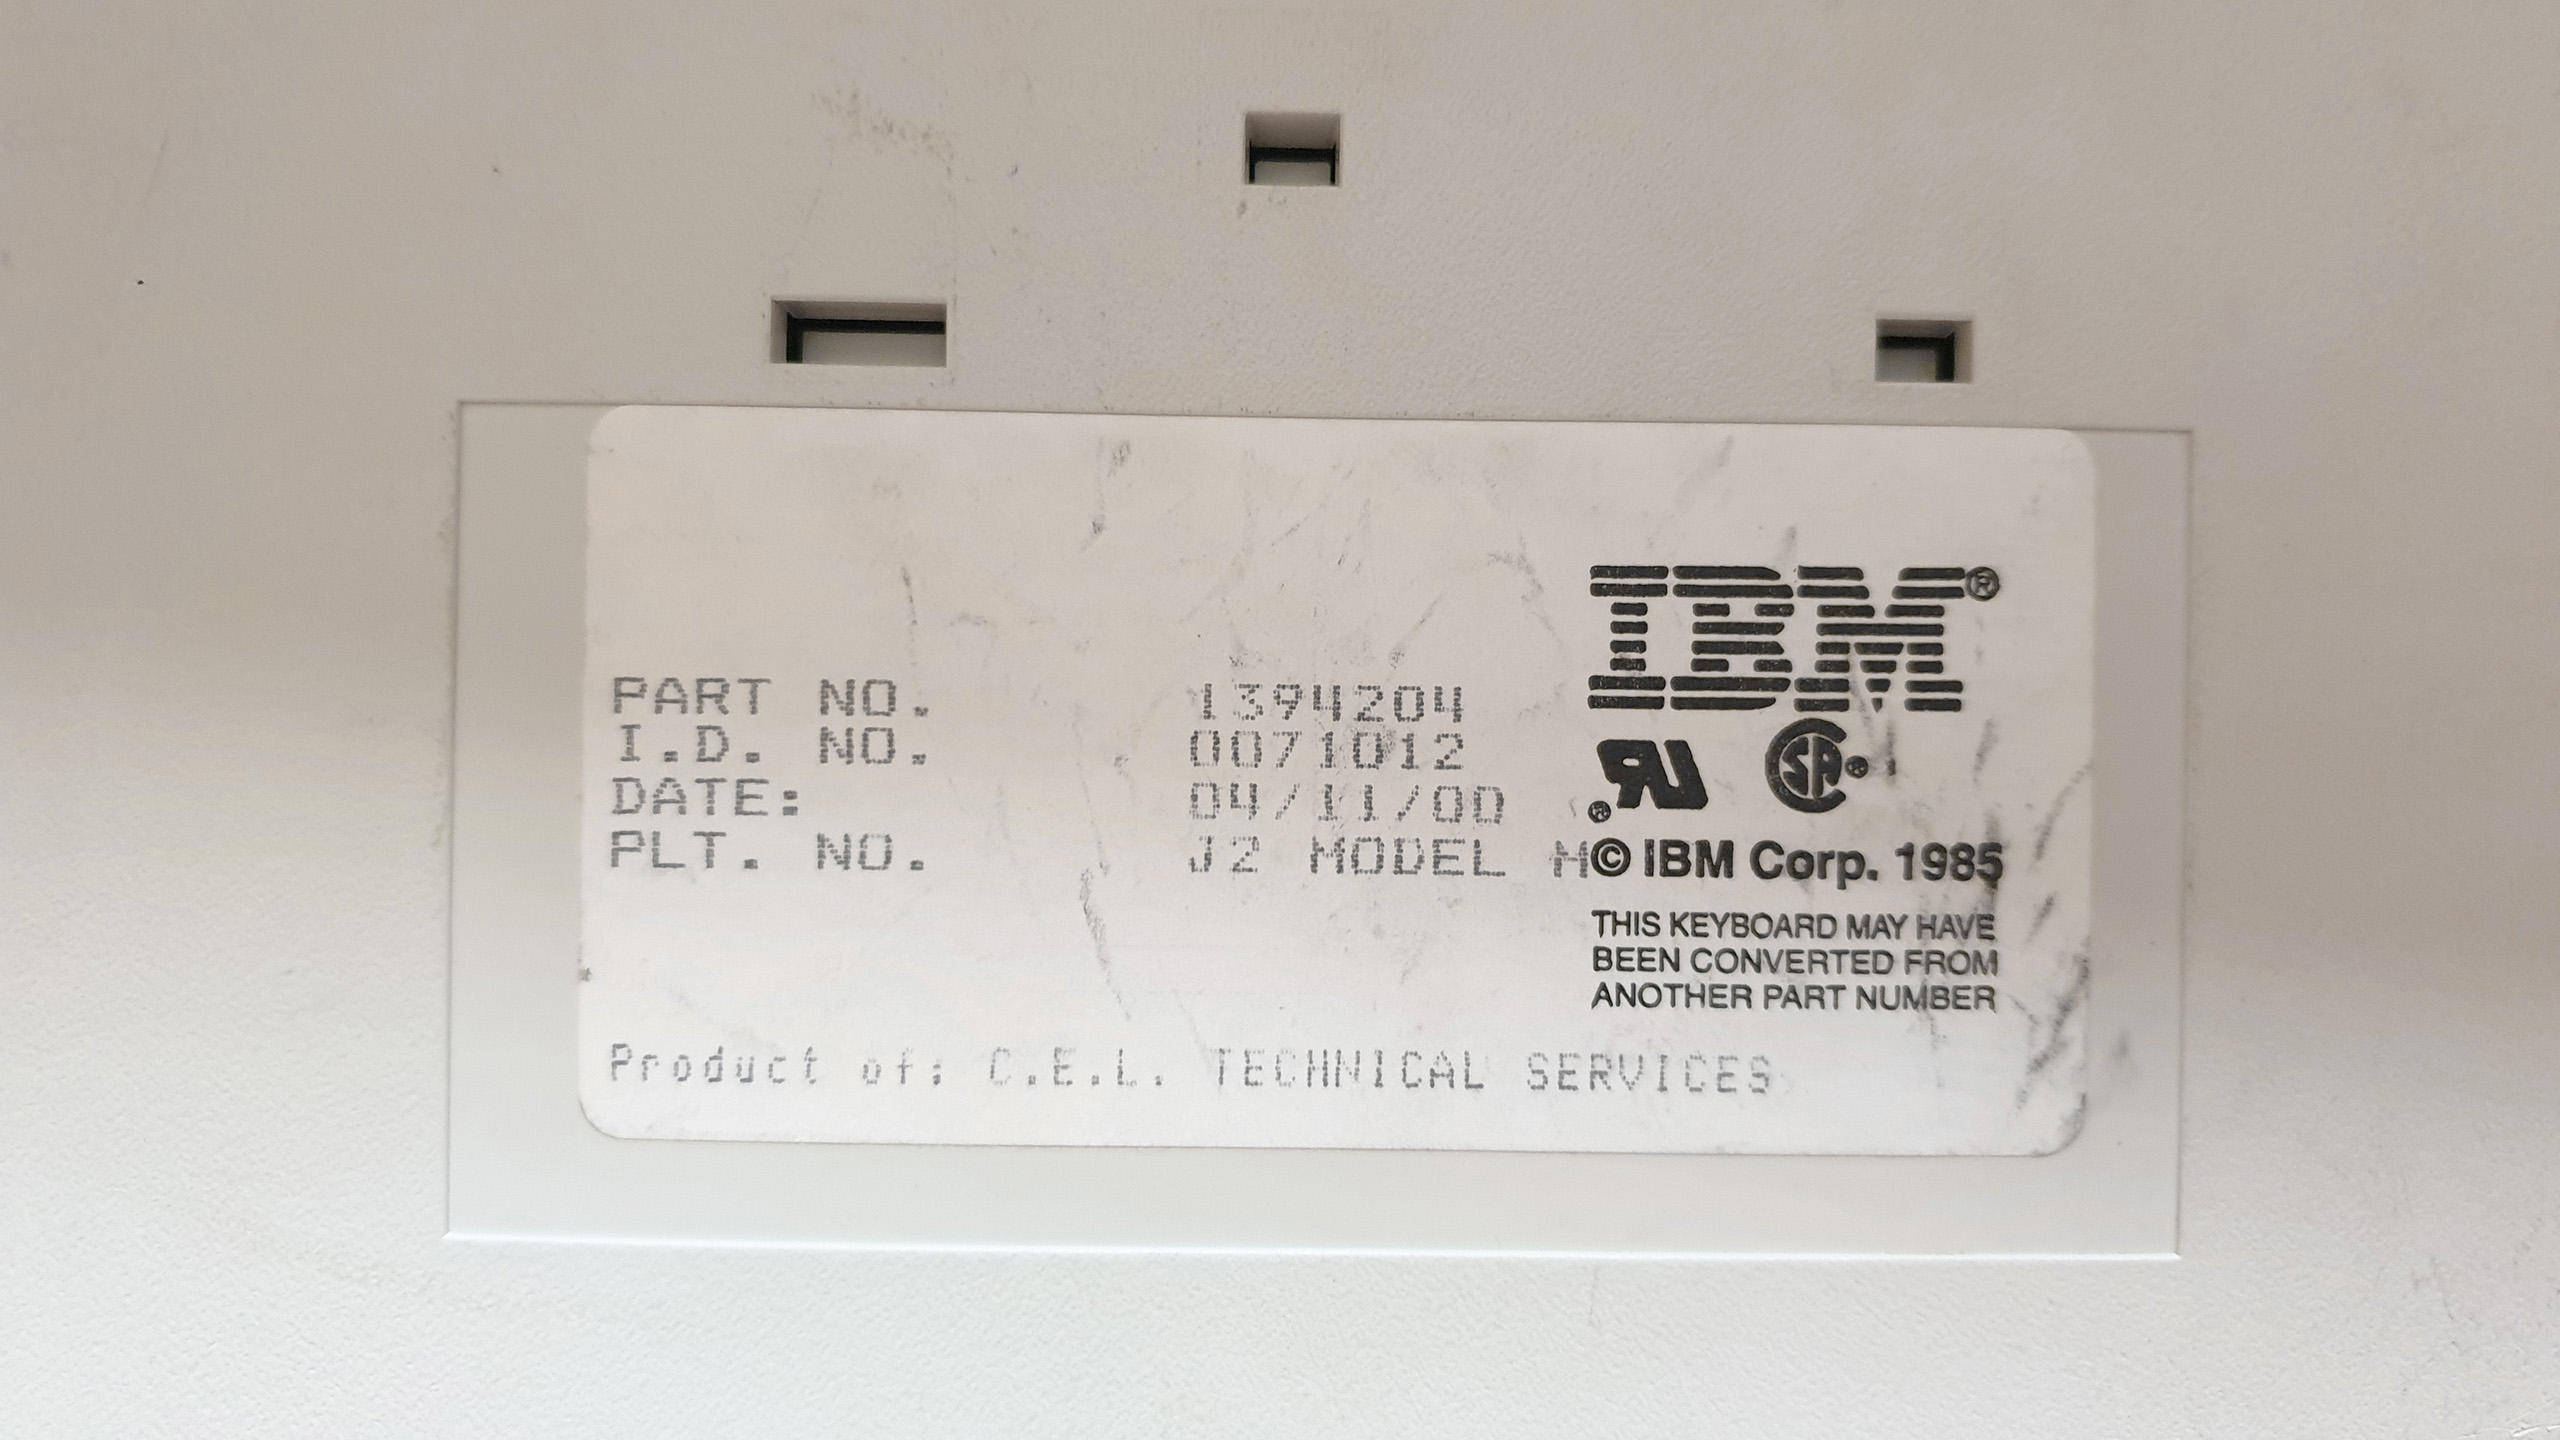 IBM®
PART NO. 1394204
I.D. NO. 0071012
DATE: 04/11/00
PLT. NO. J2 MODEL M
© IBM Corp. 1985
THIS KEYBOARD MAY HAVE
BEEN CONVERTED FROM
ANOTHER PART NUMBER
Product of: C.E.L. TECHNICAL SERVICES